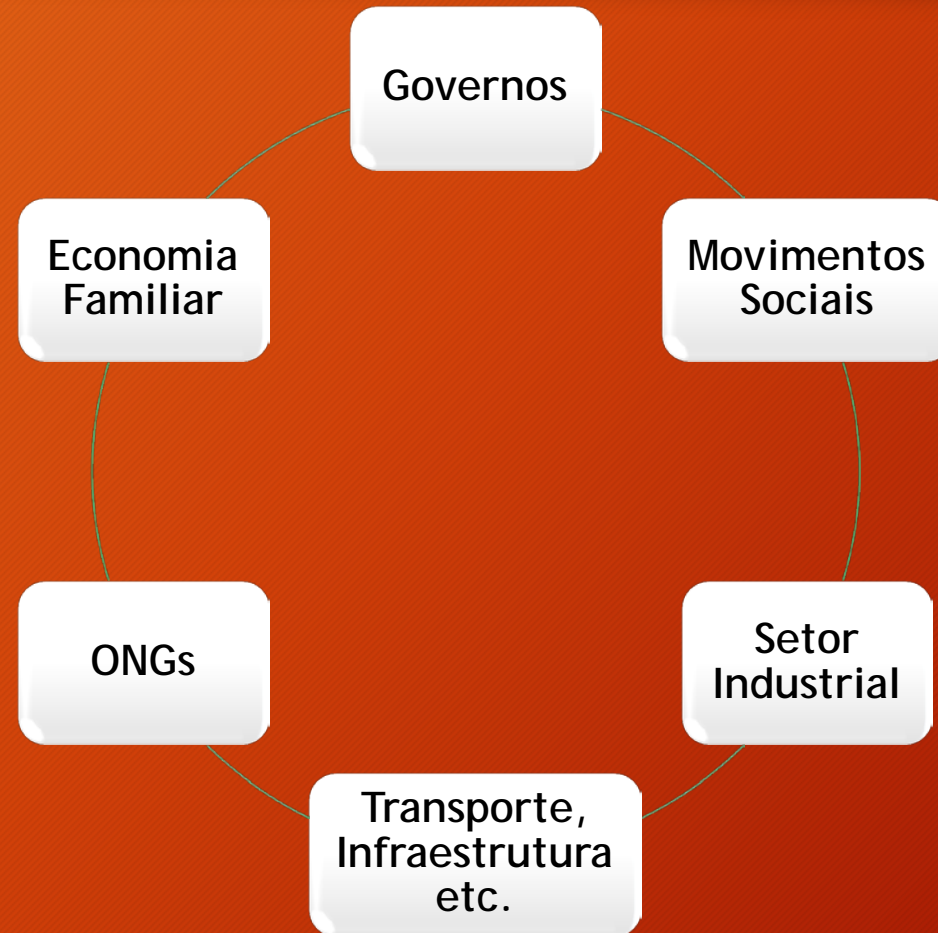 Governos
Economia
Familiar
Movimentos
Sociais
ONGs
Setor
Industrial
Transporte,
Infraestrutura
etc.